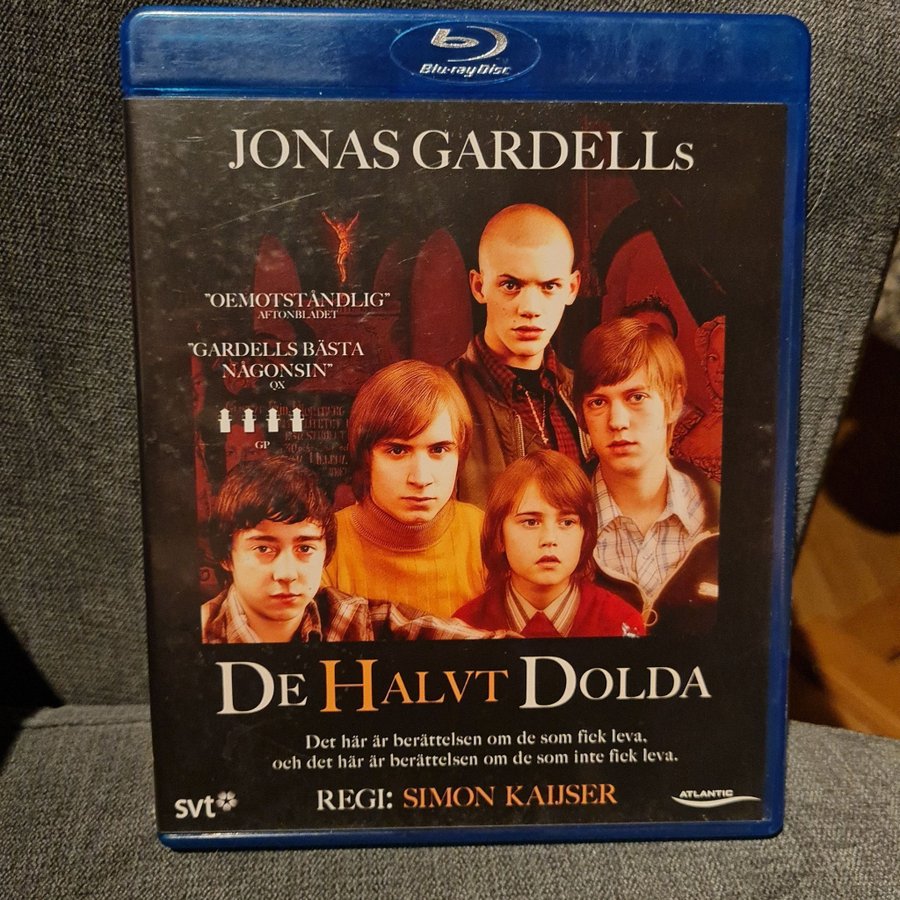 Blu-ray Disc
JONAS GARDELLs
"OEMOTSTÅNDLIG"
AFTONBLADET
"GARDELLS BÄSTA
NÅGONSIN"
QX
GP
DE HALVT DOLDA
Det här är berättelsen om de som fick leva,
och det här är berättelsen om de som inte fick leva.
svt
REGI: SIMON KAIJSER
ATLANTIC